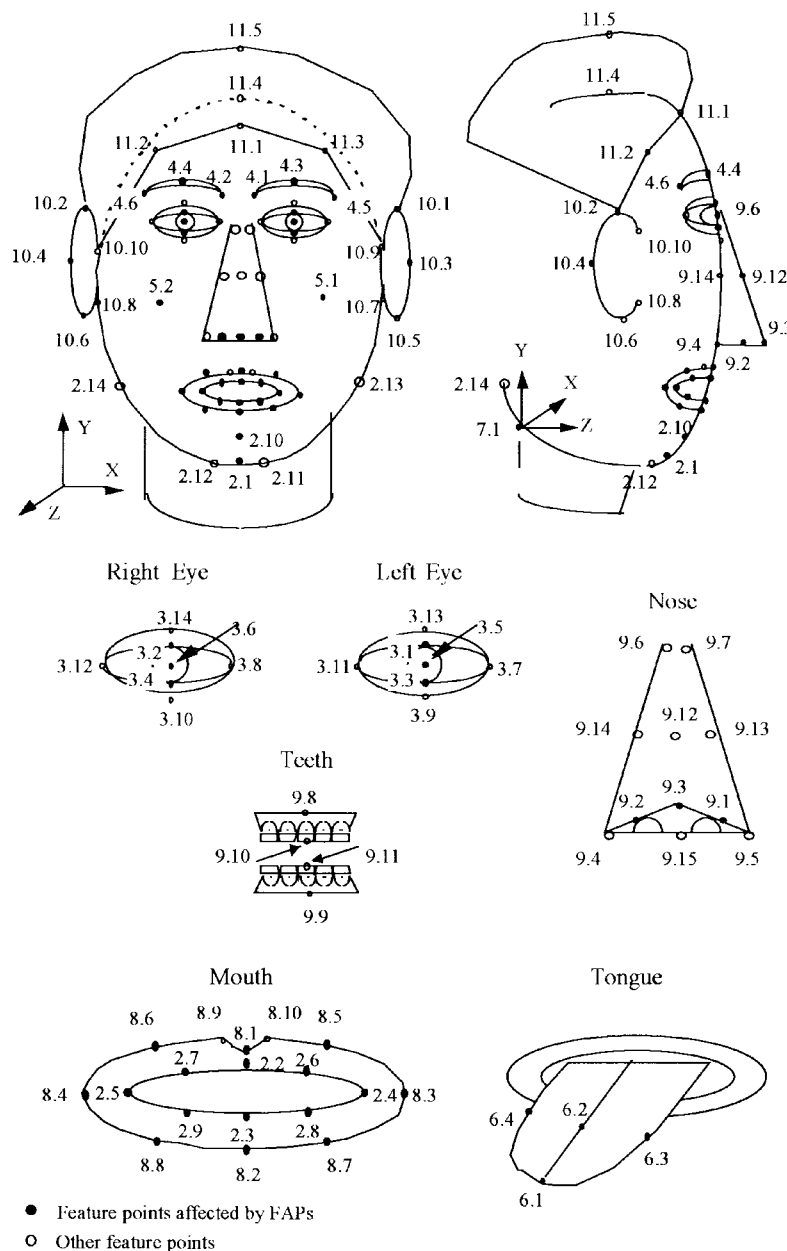 11.5
11.5
11.4
11.4
11.1
11.2 11.1 11.3
11.2
4.4 4.2 4.1 4.3
4.4
4.6
10.2 4.6 4.5 10.1
10.2
9.6
10.10 10.9
10.10
10.4 10.3
10.4
9.14 9.12
5.2 5.1
10.8 10.7
10.8
10.6 10.5
10.6
9.4 9.2 9.3
2.14 2.13
2.14
Y
X
7.1 Z
Y
X
Z
2.10
2.10
2.12 2.1 2.11
2.12 2.1
Right Eye
3.14
3.6
3.2
3.12 3.8
3.4
3.10
Left Eye
3.13
3.5
3.1
3.11 3.7
3.3
3.9
Nose
9.6 9.7
9.14 9.12 9.13
9.3
9.2 9.1
9.4 9.15 9.5
Teeth
9.8
9.10 9.11
9.9
Mouth
8.9 8.10
8.6 8.1 8.5
2.7 2.2 2.6
8.4 2.5 2.4 8.3
2.9 2.3 2.8
8.8 8.2 8.7
Tongue
6.4 6.2
6.3
6.1
Feature points affected by FAPs
Other feature points